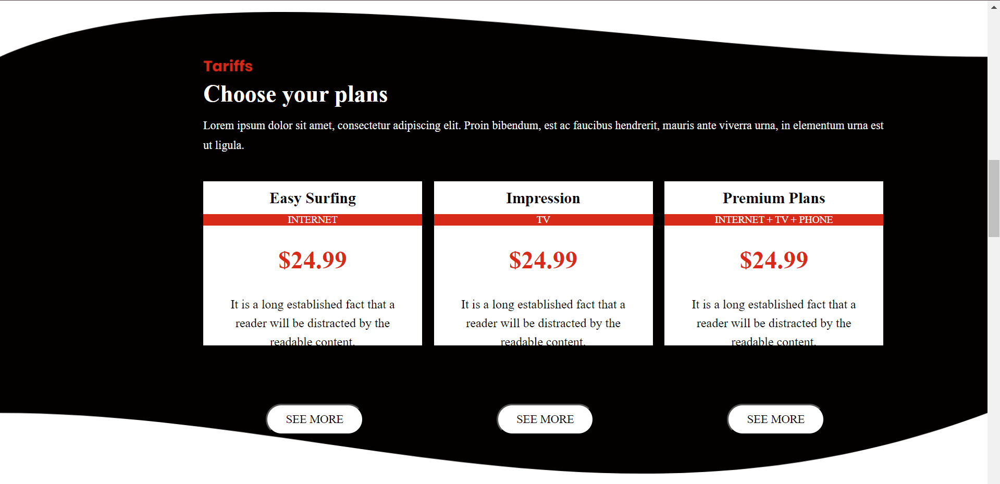 Tariffs
Choose your plans
Lorem ipsum dolor sit amet, consectetur adipiscing elit. Proin bibendum, est ac faucibus hendrerit, mauris ante viverra urna, in elementum urna est
ut ligula.
Easy Surfing
INTERNET
$24.99
It is a long established fact that a
reader will be distracted by the
readable content.
SEE MORE
Impression
TV
$24.99
It is a long established fact that a
reader will be distracted by the
readable content.
SEE MORE
Premium Plans
INTERNET + TV + PHONE
$24.99
It is a long established fact that a
reader will be distracted by the
readable content.
SEE MORE